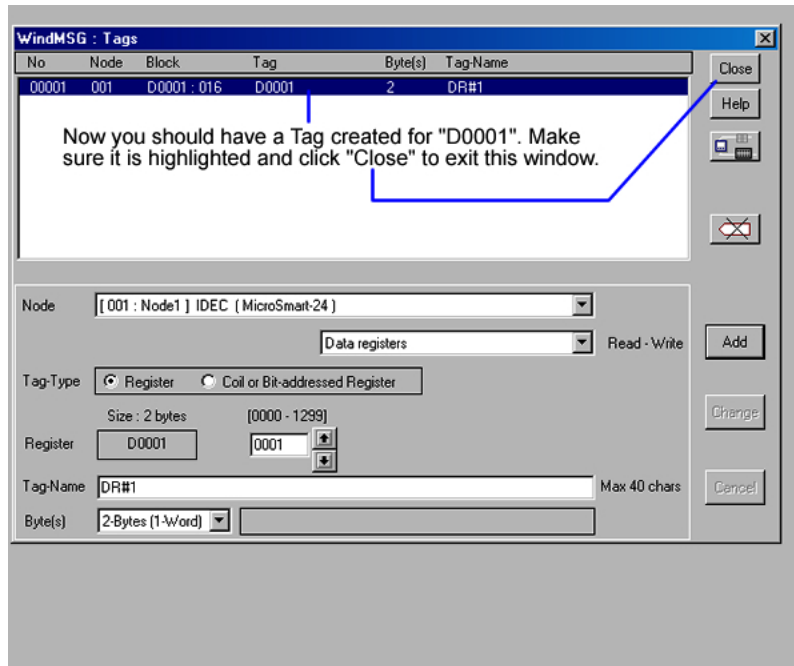 WindMSG : Tags
No Node Block Tag Byte(s) Tag-Name
Close
00001 001 D0001 : 016 D0001 2 DR#1
Help
Now you should have a Tag created for "D0001". Make
sure it is highlighted and click "Close" to exit this window.
Node [ 001 : Node1 ] IDEC ( MicroSmart-24 )
Data registers Read - Write Add
Tag-Type Register Coil or Bit-addressed Register
Size : 2 bytes [0000 - 1299] Change
Register D0001 0001
Tag-Name DR#1 Max 40 chars Cancel
Byte(s) 2-Bytes (1-Word)